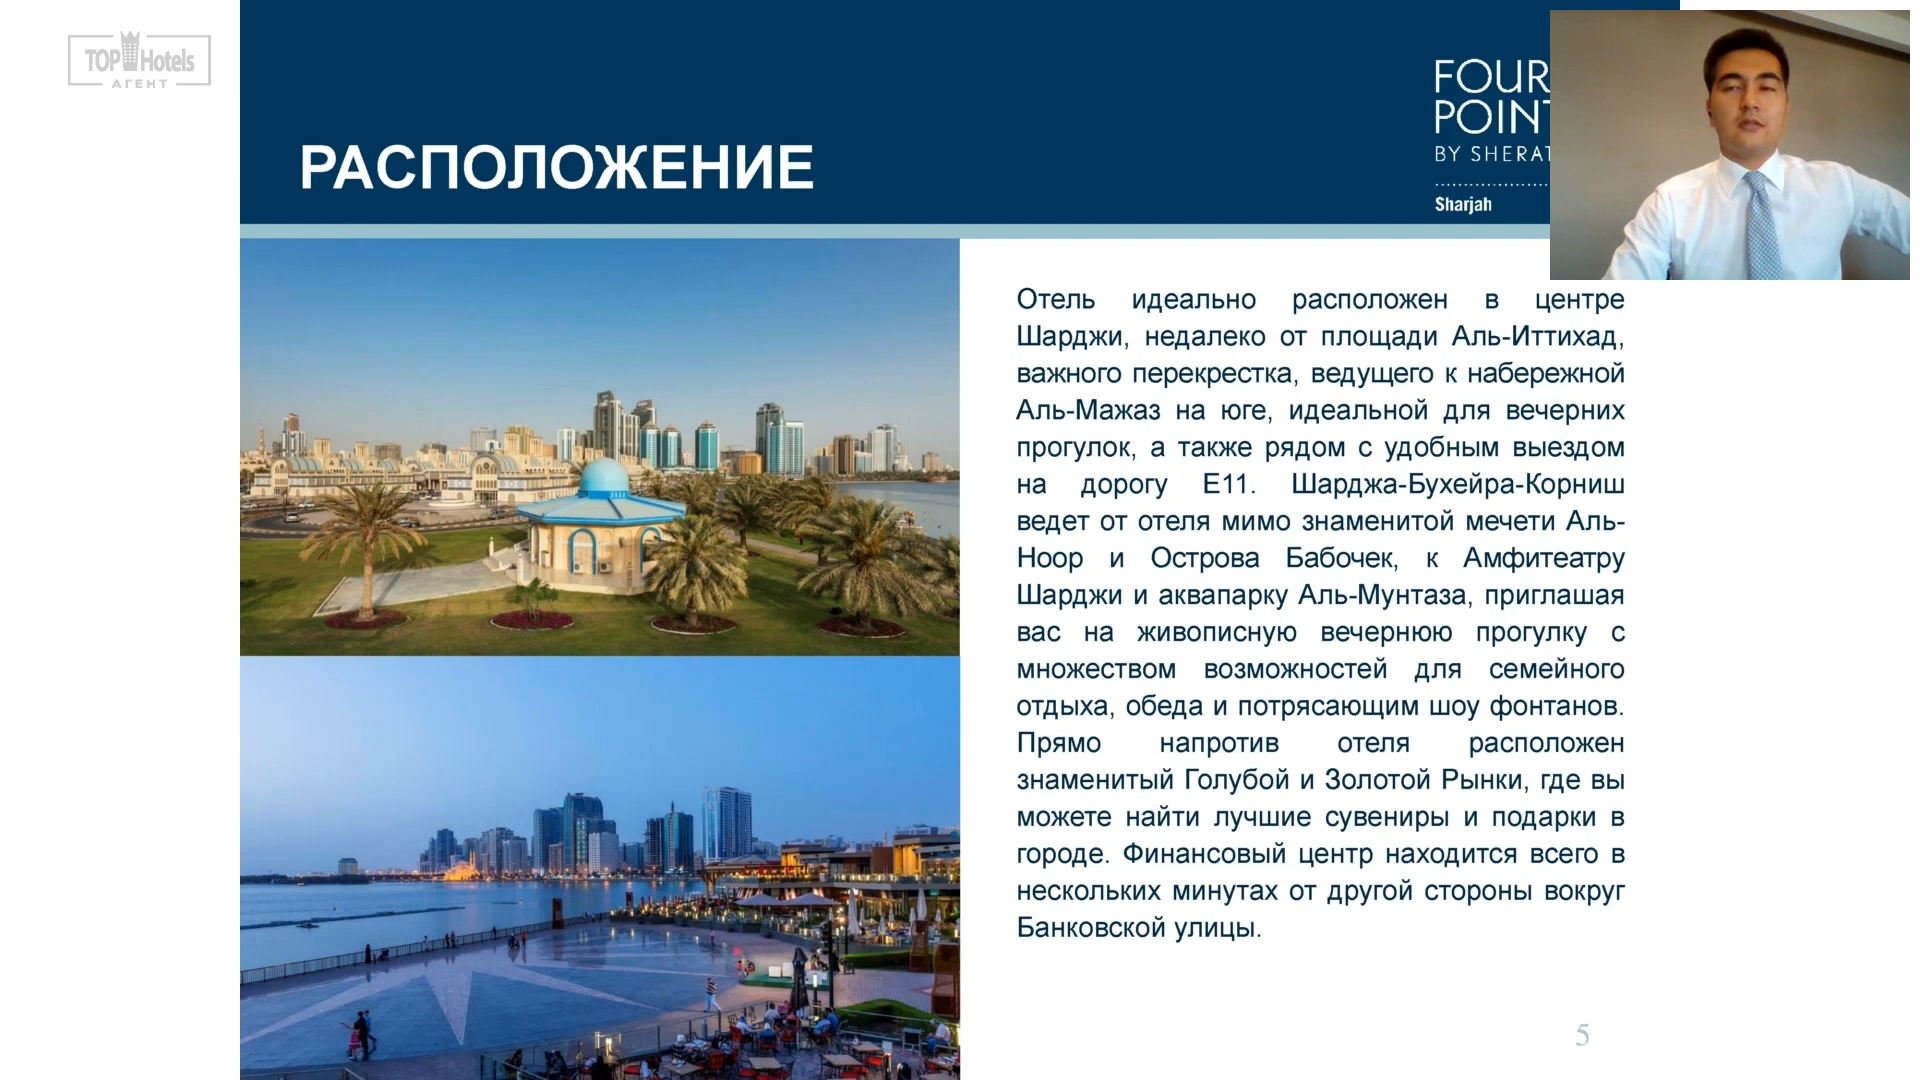 TOP Hotels
АГЕНТ
РАСПОЛОЖЕНИЕ
FOUR
POINT
BY SHERAT
Sharjah
Отель идеально расположен в центре
Шарджи, недалеко от площади Аль-Иттихад,
важного перекрестка, ведущего к набережной
Аль-Мажаз на юге, идеальной для вечерних
прогулок, а также рядом с удобным выездом
на дорогу E11. Шарджа-Бухейра-Корниш
ведет от отеля мимо знаменитой мечети Аль-
Ноор и Острова Бабочек, к Амфитеатру
Шарджи и аквапарку Аль-Мунтаза, приглашая
вас на живописную вечернюю прогулку с
множеством возможностей для семейного
отдыха, обеда и потрясающим шоу фонтанов.
Прямо напротив отеля расположен
знаменитый Голубой и Золотой Рынки, где вы
можете найти лучшие сувениры и подарки в
городе. Финансовый центр находится всего в
нескольких минутах от другой стороны вокруг
Банковской улицы.
5